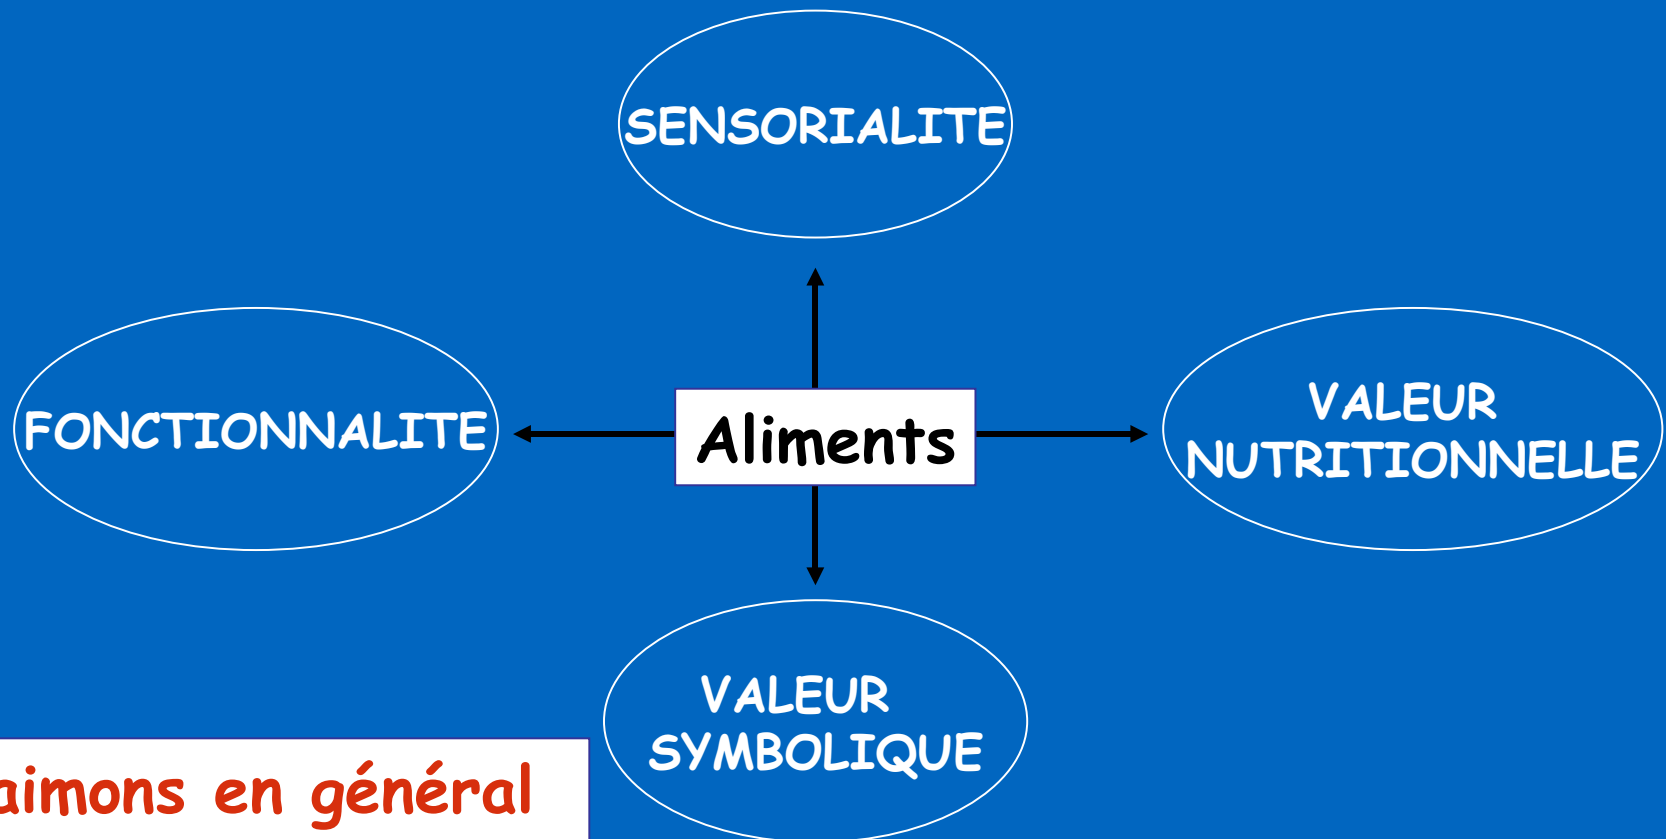 SENSORIALITE
FONCTIONNALITE
Aliments
VALEUR
NUTRITIONNELLE
VALEUR
SYMBOLIQUE
aimons en général